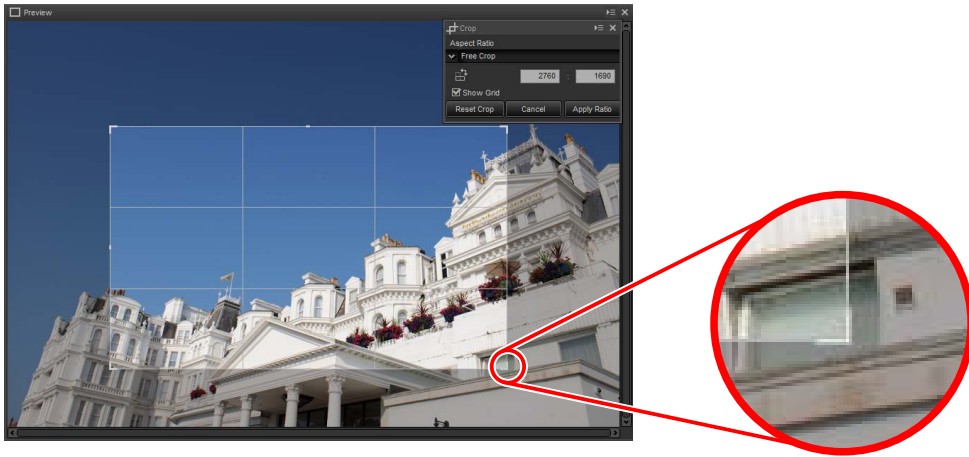 Preview
Crop
Aspect Ratio
Free Crop
2760 : 1690
Show Grid
Reset Crop Cancel Apply Ratio